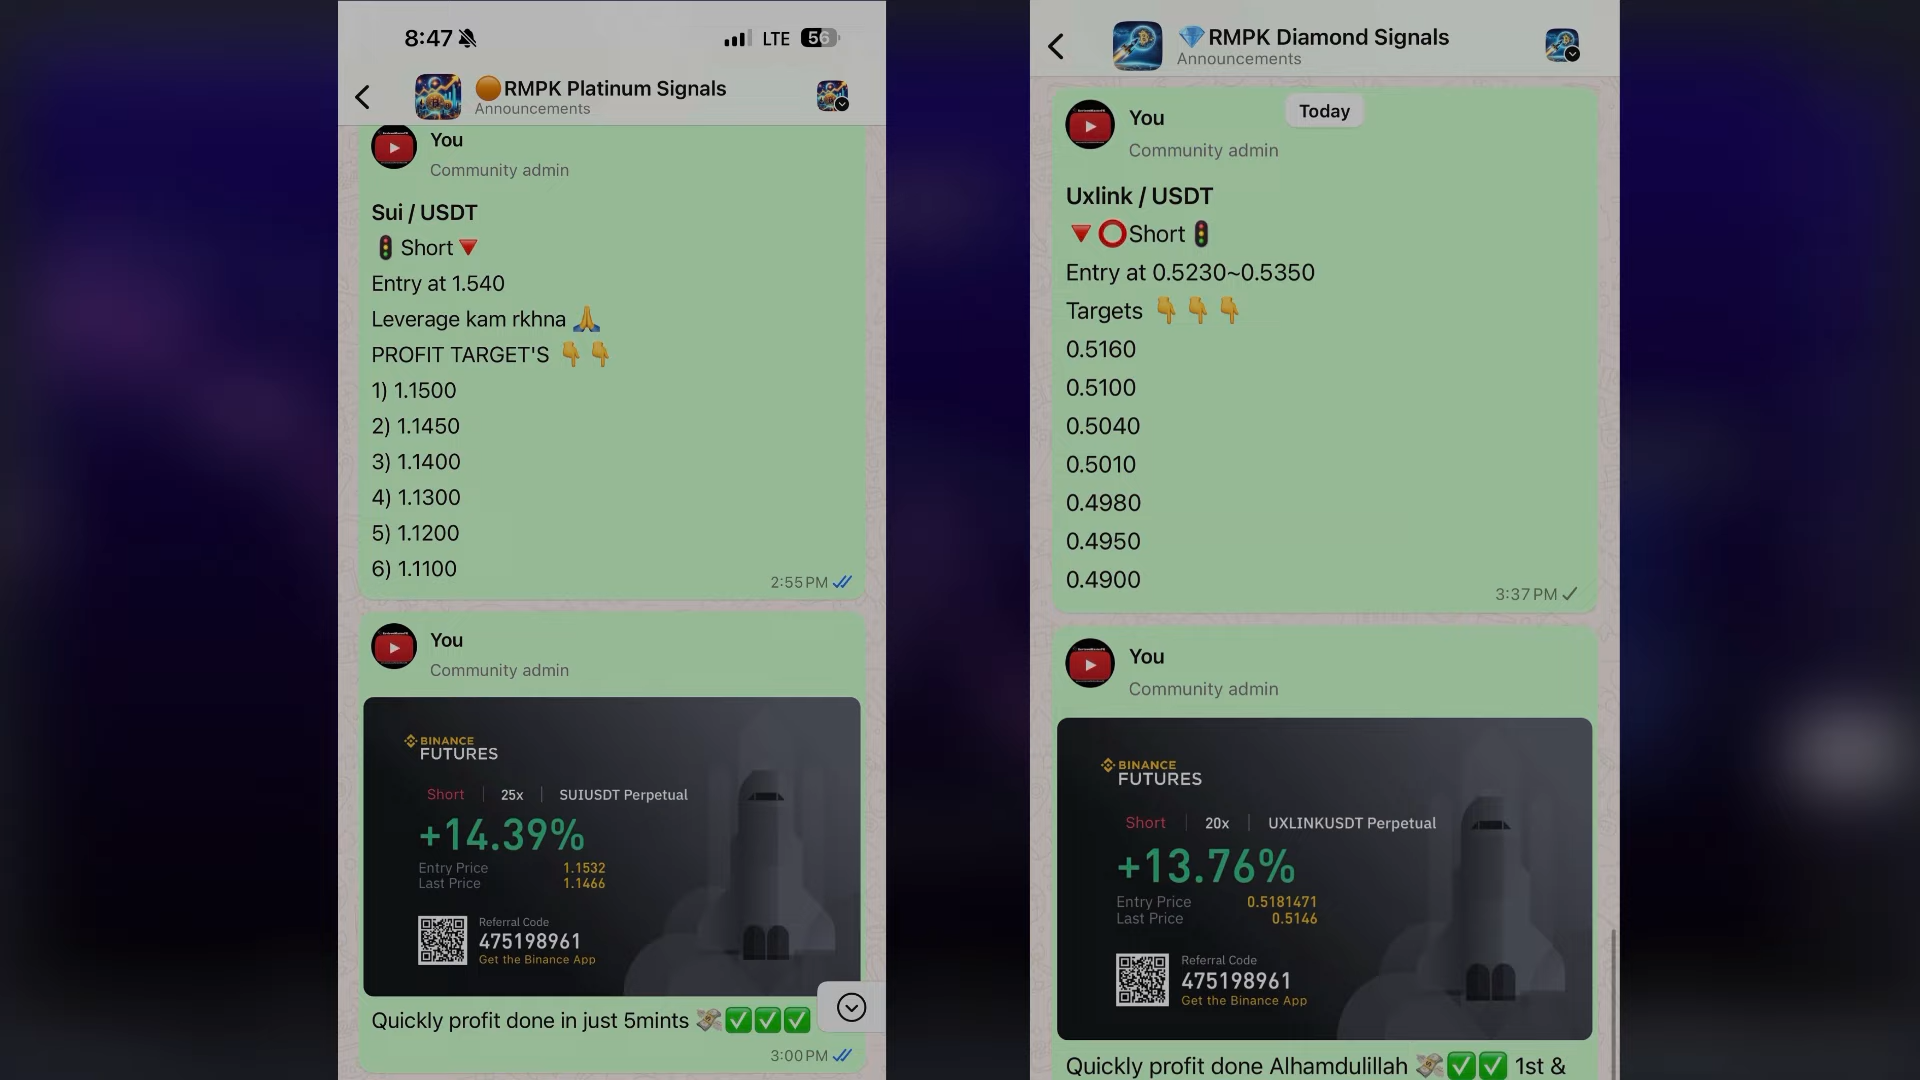 8:47
LTE 56
RMPK Platinum Signals
Announcements
You
Community admin
Sui / USDT
Short
Entry at 1.540
Leverage kam rkhna
PROFIT TARGET'S
1) 1.1500
2) 1.1450
3) 1.1400
4) 1.1300
5) 1.1200
6) 1.1100
2:55 PM
You
Community admin
BINANCE
FUTURES
Short | 25x | SUIUSDT Perpetual
+14.39%
Entry Price 1.1532
Last Price 1.1466
Referral Code
475198961
Get the Binance App
Quickly profit done in just 5mints
3:00 PM
RMPK Diamond Signals
Announcements
Today
You
Community admin
Uxlink / USDT
Short
Entry at 0.5230~0.5350
Targets
0.5160
0.5100
0.5040
0.5010
0.4980
0.4950
0.4900
3:37 PM
You
Community admin
BINANCE
FUTURES
Short | 20x | UXLINKUSDT Perpetual
+13.76%
Entry Price 0.5181471
Last Price 0.5146
Referral Code
475198961
Get the Binance App
Quickly profit done Alhamdulillah 1st &